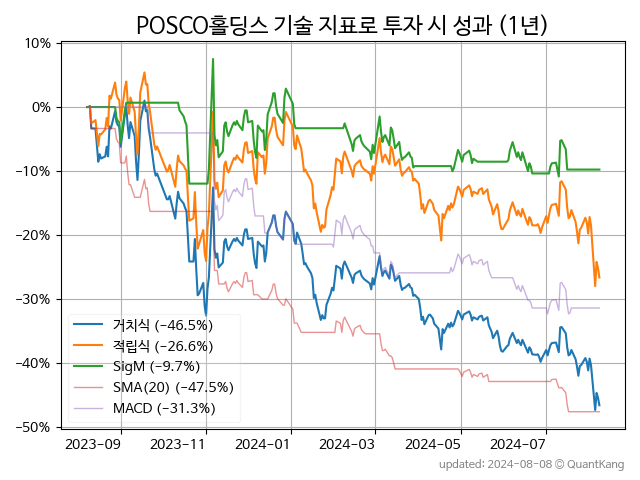 POSCO홀딩스 기술 지표로 투자 시 성과 (1년)
10%
0%
−10%
−20%
−30%
−40%
−50%
거치식 (−46.5%)
적립식 (−26.6%)
SigM (−9.7%)
SMA(20) (−47.5%)
MACD (−31.3%)
2023-09
2023-11
2024-01
2024-03
2024-05
2024-07
updated: 2024-08-08 © QuantKang